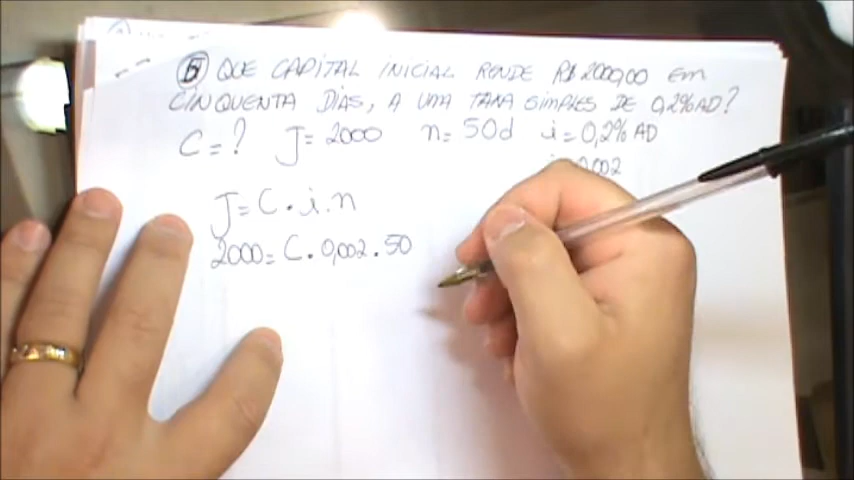 5 QUE CAPITAL INICIAL RENDE R$ 2000,00 EM
CINQUENTA DIAS, A UMA TAXA SIMPLES DE 0,2% AD?
C = ? J = 2000 n = 50d i = 0,2% AD
0,002
J = C . i . n
2000 = C . 0,002 . 50